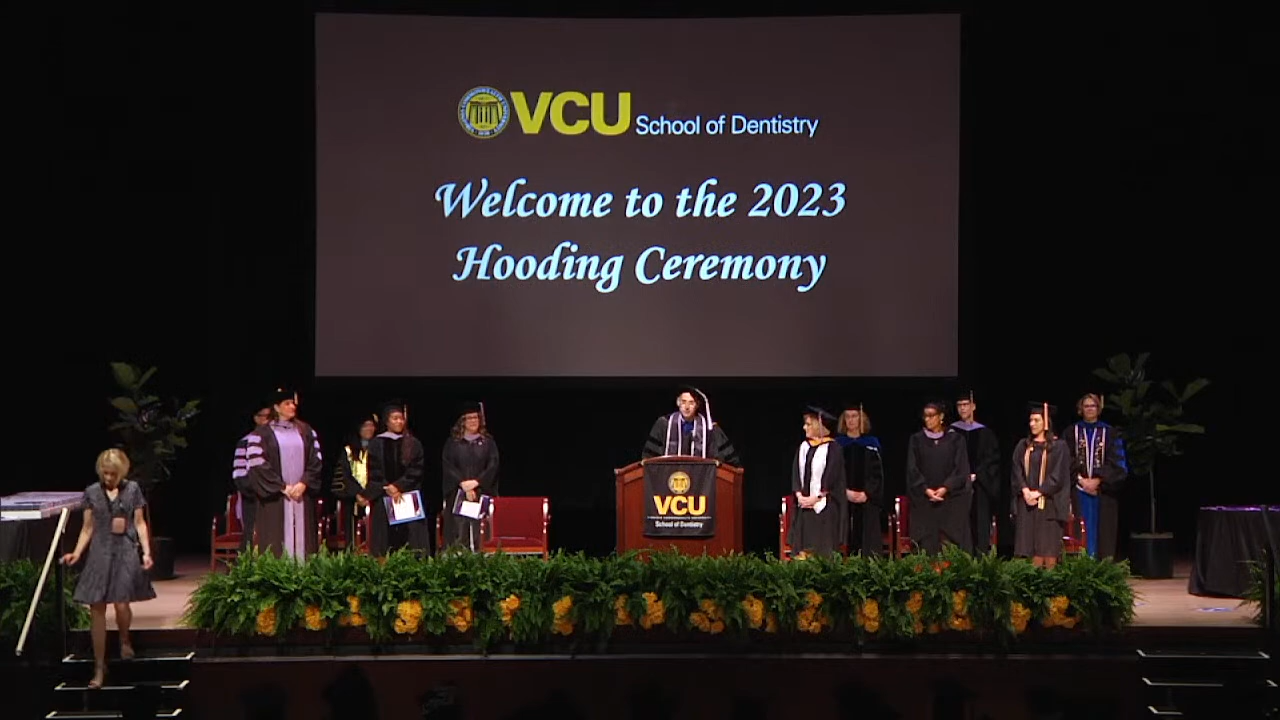 VCU School of Dentistry
Welcome to the 2023
Hooding Ceremony
VCU
School of Dentistry